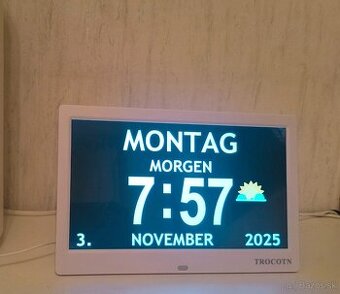 MONTAG
MORGEN
7:57
3. NOVEMBER 2025
TROCOTN